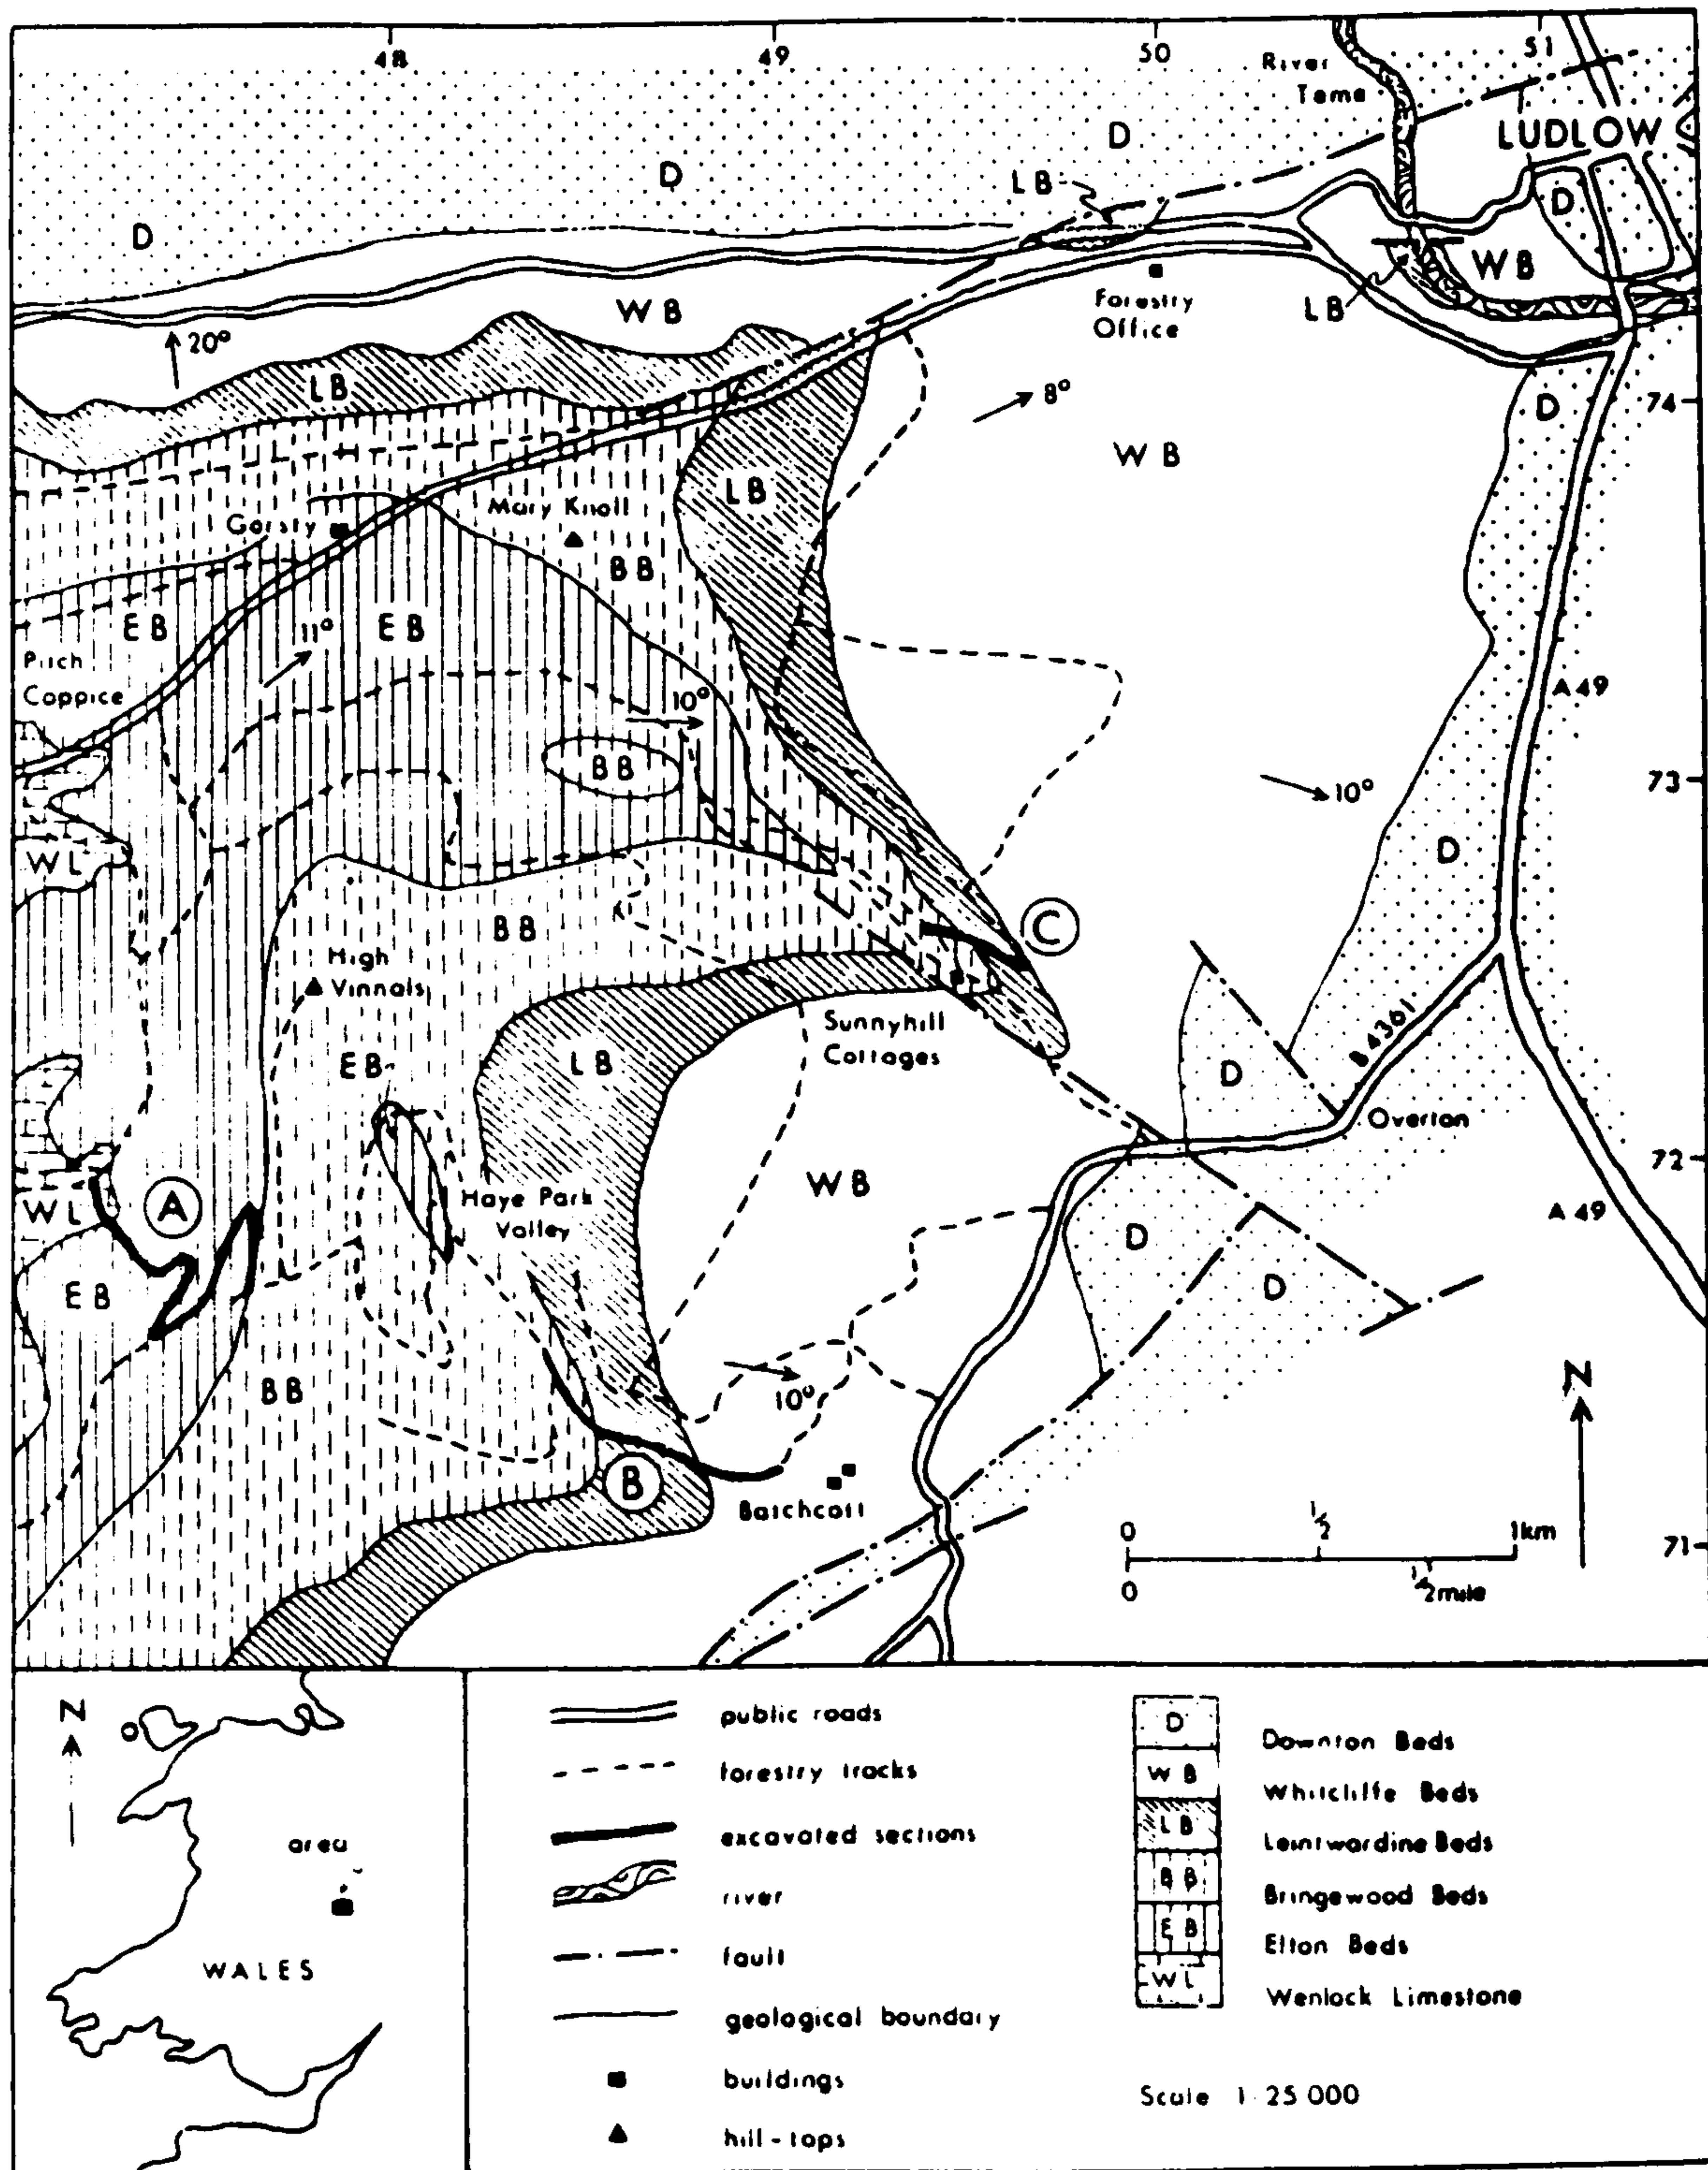 48
49
50
51
River
Teme
LUDLOW
D
D
D
D
LB
WB
LB
Forestry
Office
WB
20°
LB
8°
D
74
WB
LB
Gorsty
Mary Knoll
BB
EB
11°
EB
Pitch
Coppice
10°
A49
BB
10°
73
WL
D
BB
C
High
Vinnals
Sunnyhill
Cottages
EB
LB
D
B4361
Overton
72
WL
A
Haye Park
Valley
WB
A49
D
EB
D
N
BB
10°
B
Batchcott
0
½
1km
71
0
½mile
N
public roads
D
Downton Beds
forestry tracks
WB
Whitcliffe Beds
excavated sections
LB
Leintwardine Beds
area
BB
Bringewood Beds
river
EB
Elton Beds
WALES
fault
WL
Wenlock Limestone
geological boundary
buildings
Scale 1:25 000
hill-tops